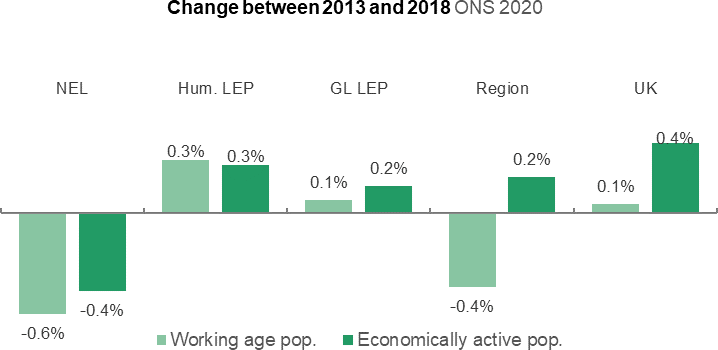 Change between 2013 and 2018 ONS 2020
NEL Hum. LEP GL LEP Region UK
0.3% 0.3% 0.1% 0.2% 0.2% 0.1% 0.4%
-0.6% -0.4% -0.4%
Working age pop. Economically active pop.